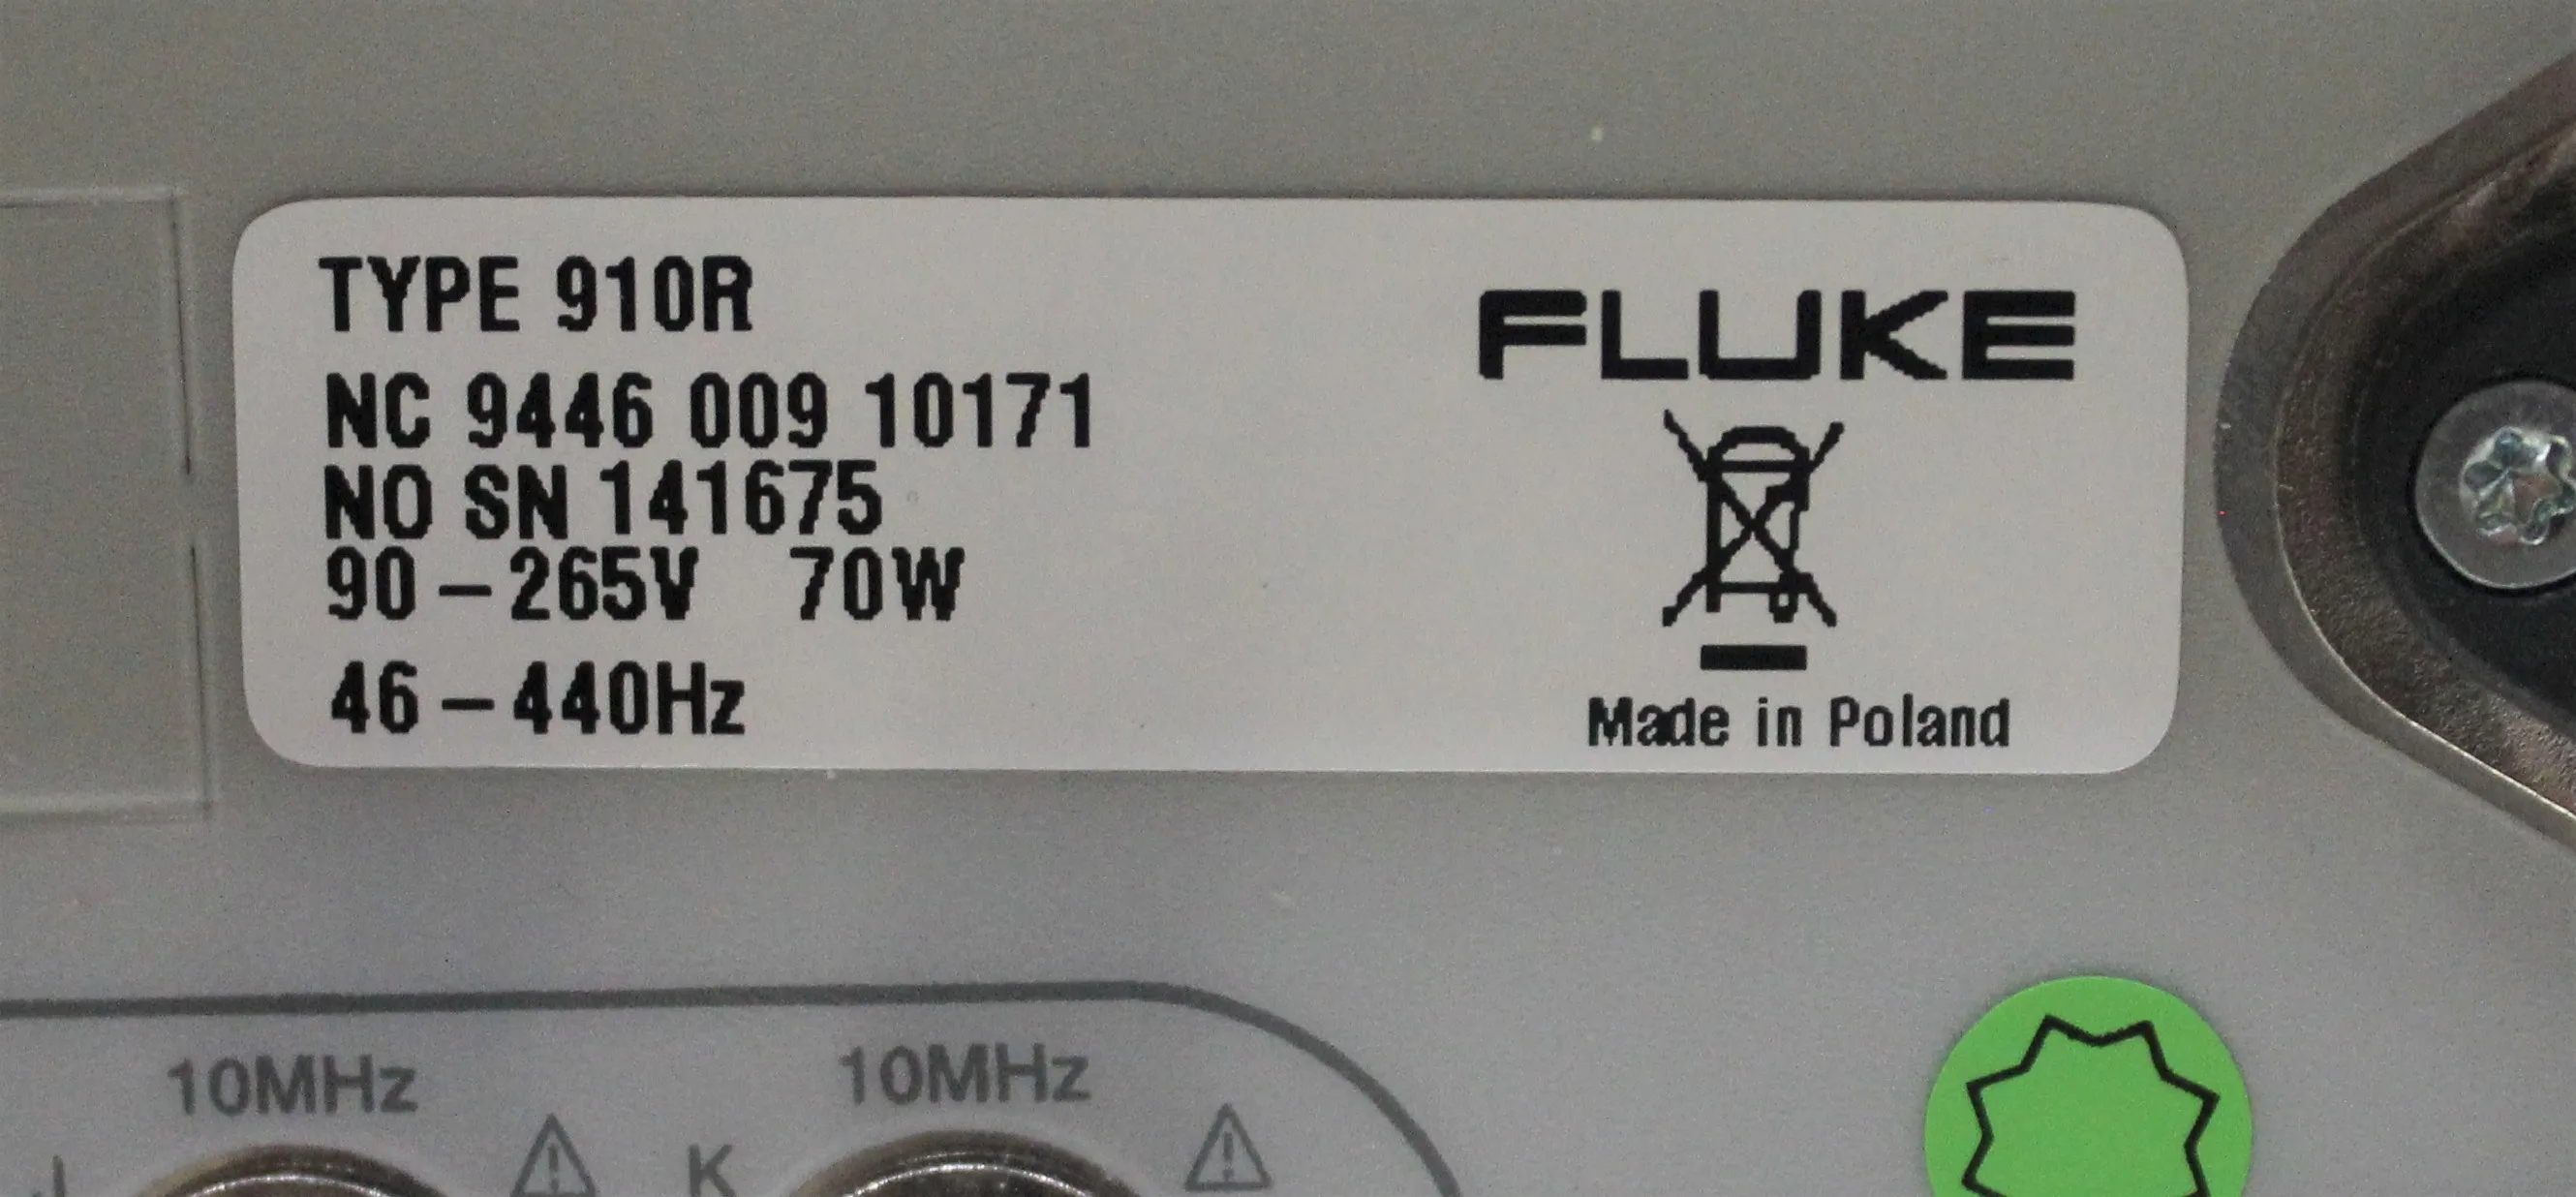 TYPE 910R
NC 9446 009 10171
NO SN 141675
90-265V 70W
46-440Hz
FLUKE
Made in Poland
10MHz
10MHz
K